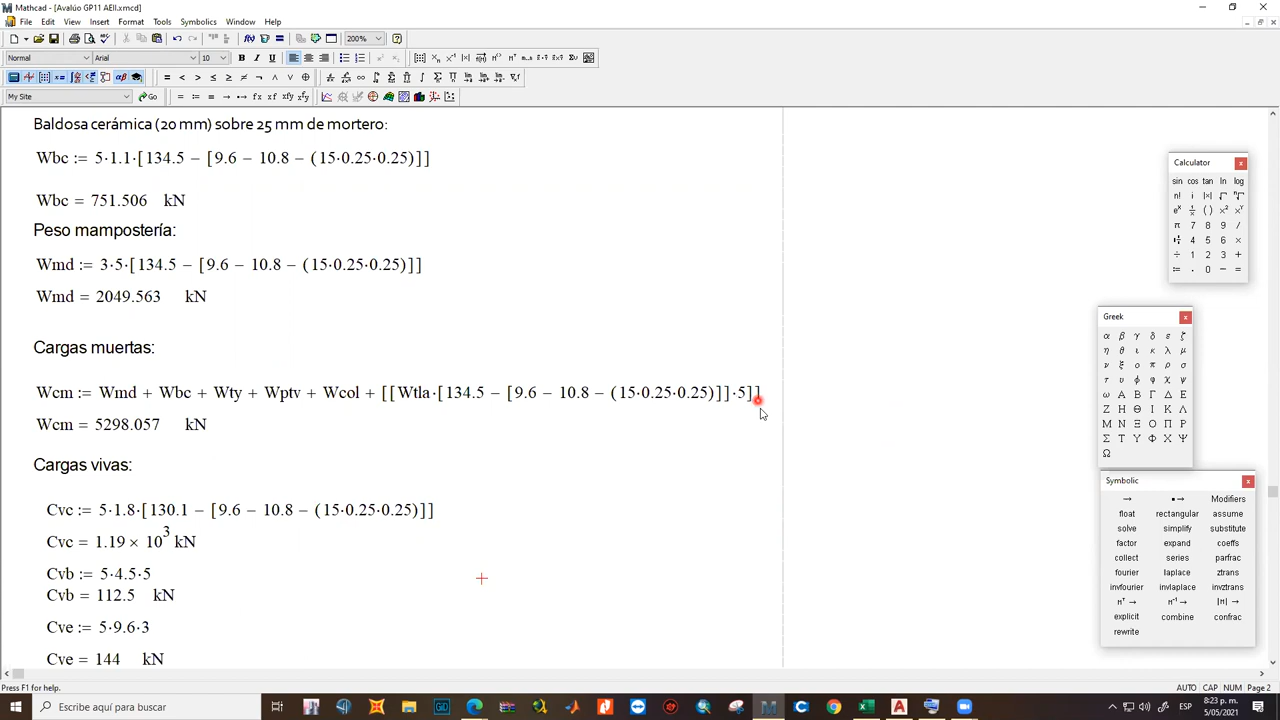 Mathcad - [Avalúo GP11 AEII.xmcd]
File Edit View Insert Format Tools Symbolics Window Help
200%
Normal Arial 10
My Site Go
Baldosa cerámica (20 mm) sobre 25 mm de mortero:
Wbc := 5·1.1·[134.5 − [9.6 − 10.8 − (15·0.25·0.25)]]
Wbc = 751.506 kN
Peso mampostería:
Wmd := 3·5·[134.5 − [9.6 − 10.8 − (15·0.25·0.25)]]
Wmd = 2049.563 kN
Cargas muertas:
Wcm := Wmd + Wbc + Wty + Wptv + Wcol + [[Wtla·[134.5 − [9.6 − 10.8 − (15·0.25·0.25)]]]·5]]
Wcm = 5298.057 kN
Cargas vivas:
Cvc := 5·1.8·[130.1 − [9.6 − 10.8 − (15·0.25·0.25)]]
Cvc = 1.19 × 10³ kN
Cvb := 5·4.5·5
Cvb = 112.5 kN
Cve := 5·9.6·3
Cve = 144 kN
Calculator
sin cos tan ln log
n! i |×|
π 7 8 9 /
4 5 6 ×
÷ 1 2 3 +
:= . 0 − =
Greek
α β γ δ ε ζ
η θ ι κ λ μ
ν ξ ο π ρ σ
τ υ φ χ ψ
ω Α Β Γ Δ Ε
Ζ Η Θ Ι Κ Λ
Μ Ν Ξ Ο Π Ρ
Σ Τ Υ Φ Χ Ψ
Ω
Symbolic
→ ▪→ Modifiers
float rectangular assume
solve simplify substitute
factor expand coeffs
collect series parfrac
fourier laplace ztrans
invfourier invlaplace invztrans
explicit combine confrac
rewrite
Press F1 for help. AUTO CAP NUM Page 2
Escribe aquí para buscar
ESP
8:23 p. m.
5/05/2021